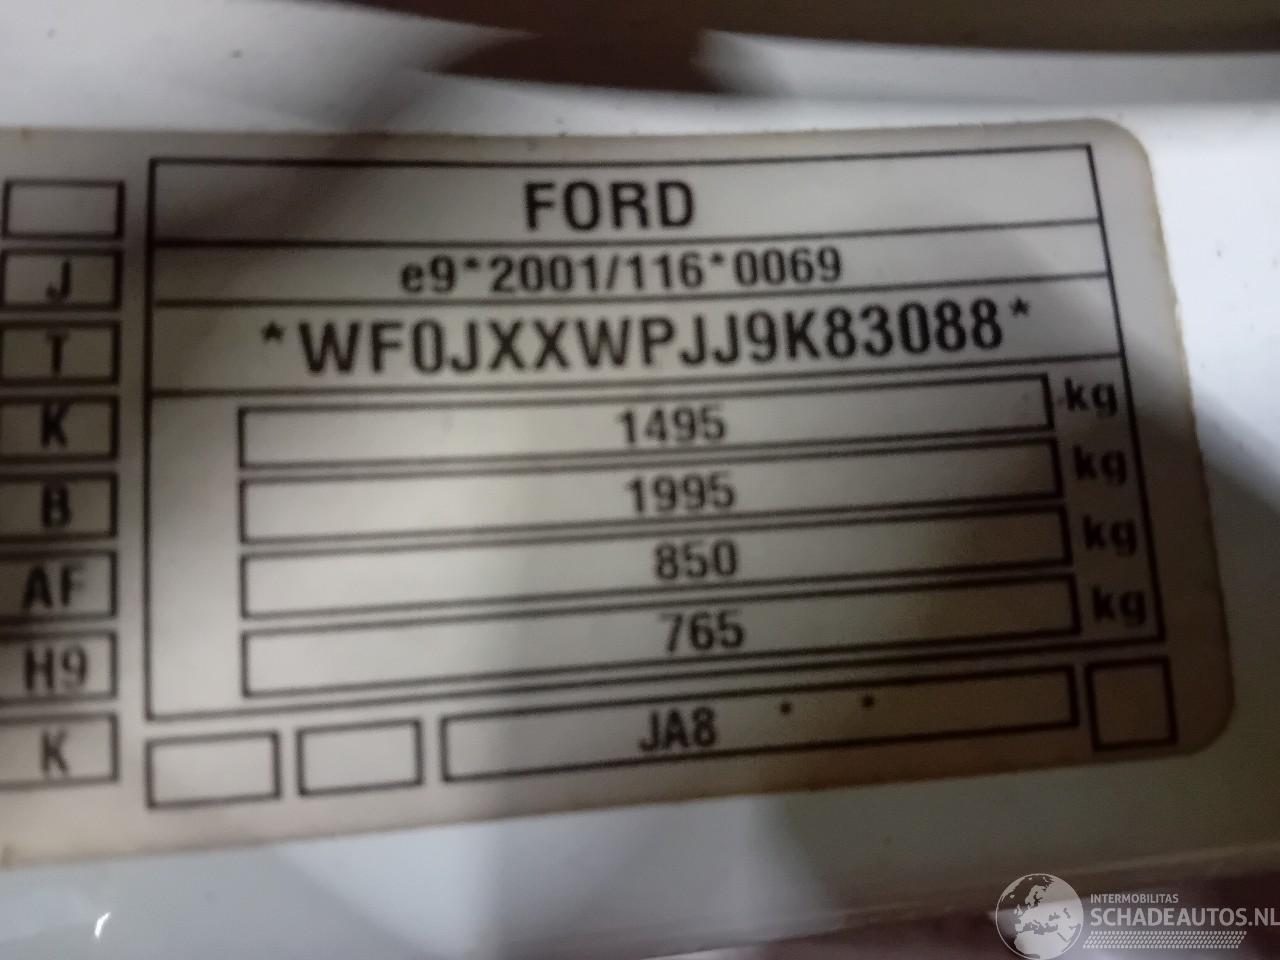 FORD
J
e9*2001/116*0069
T
*WF0JXXWPJJ9K83088*
K
1495 kg
B
1995 kg
AF
850 kg
H9
765 kg
K
JA8
INTERMOBILITAS
SCHADEAUTOS.NL